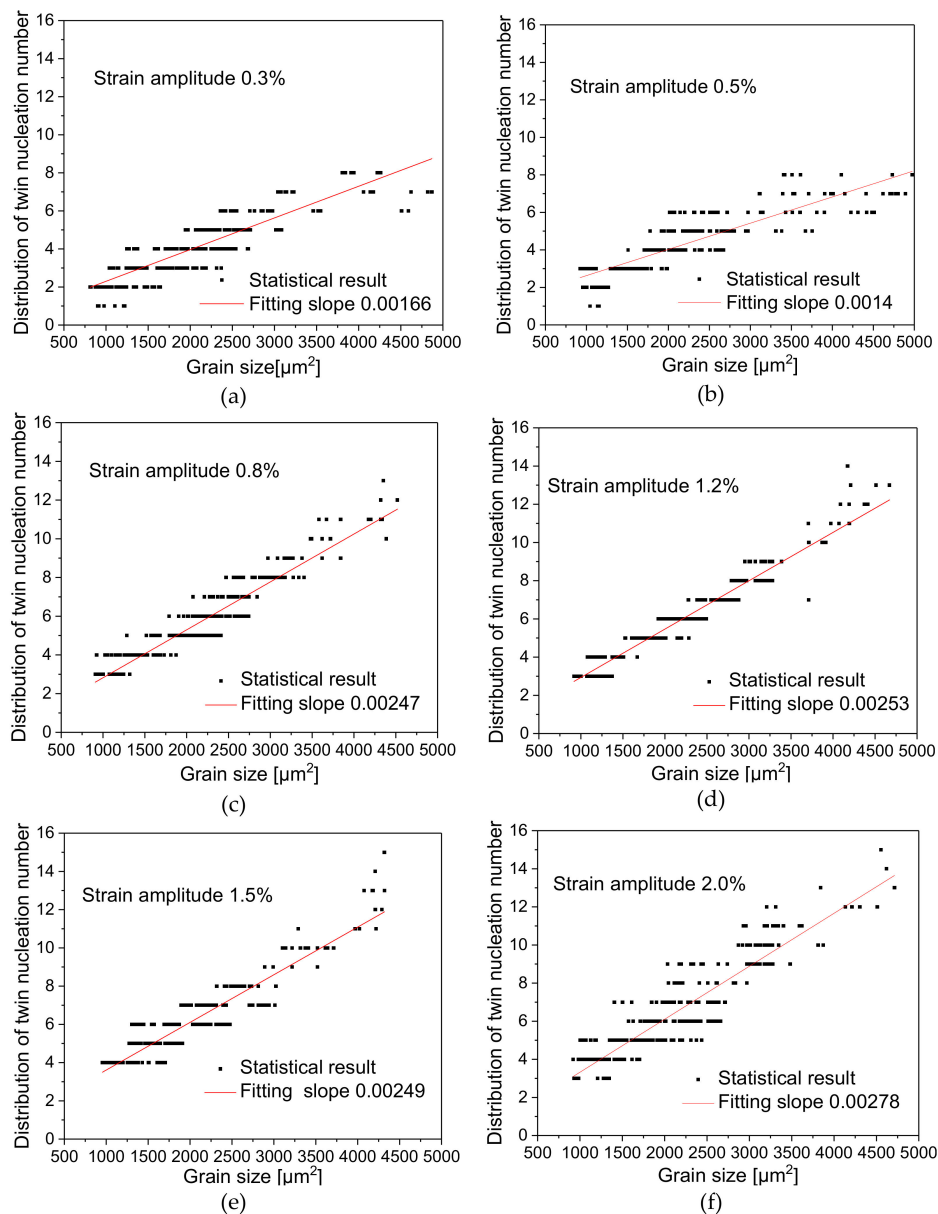 Distribution of twin nucleation number
16
14
12
10
8
6
4
2
0
Strain amplitude 0.3%
Statistical result
Fitting slope 0.00166
500 1000 1500 2000 2500 3000 3500 4000 4500 5000
Grain size[µm²]
(a)
Distribution of twin nucleation number
16
14
12
10
8
6
4
2
0
Strain amplitude 0.5%
Statistical result
Fitting slope 0.0014
500 1000 1500 2000 2500 3000 3500 4000 4500 5000
Grain size [µm²]
(b)
Distribution of twin nucleation number
16
14
12
10
8
6
4
2
0
Strain amplitude 0.8%
Statistical result
Fitting slope 0.00247
500 1000 1500 2000 2500 3000 3500 4000 4500 5000
Grain size [µm²]
(c)
Distribution of twin nucleation number
16
14
12
10
8
6
4
2
0
Strain amplitude 1.2%
Statistical result
Fitting slope 0.00253
500 1000 1500 2000 2500 3000 3500 4000 4500 5000
Grain size [µm²]
(d)
Distribution of twin nucleation number
16
14
12
10
8
6
4
2
0
Strain amplitude 1.5%
Statistical result
Fitting slope 0.00249
500 1000 1500 2000 2500 3000 3500 4000 4500 5000
Grain size [µm²]
(e)
Distribution of twin nucleation number
16
14
12
10
8
6
4
2
0
Strain amplitude 2.0%
Statistical result
Fitting slope 0.00278
500 1000 1500 2000 2500 3000 3500 4000 4500 5000
Grain size [µm²]
(f)